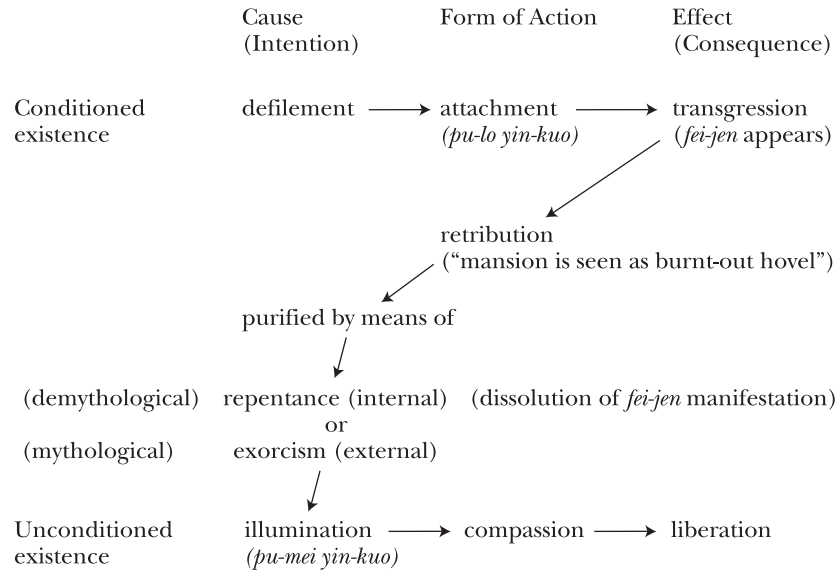 Cause Form of Action Effect
(Intention) (Consequence)
Conditioned defilement attachment transgression
existence (pu-lo yin-kuo) (fei-jen appears)
retribution
(“mansion is seen as burnt-out hovel”)
purified by means of
(demythological) repentance (internal) (dissolution of fei-jen manifestation)
or
(mythological) exorcism (external)
Unconditioned illumination compassion liberation
existence (pu-mei yin-kuo)